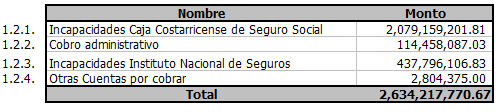 Nombre Monto
1.2.1. Incapacidades Caja Costarricense de Seguro Social 2,079,159,201.81
1.2.2. Cobro administrativo 114,458,087.03
1.2.3. Incapacidades Instituto Nacional de Seguros 437,796,106.83
1.2.4. Otras Cuentas por cobrar 2,804,375.00
Total 2,634,217,770.67